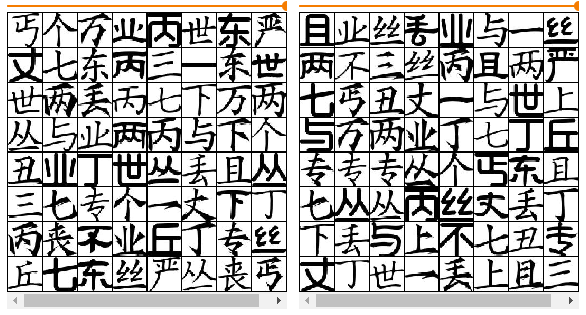 丐个万业丙世东严
丈七东丙三一东世
世两丢丙七下万两
丛与业两丙与下个
丑业丁世丛丢且丛
三七专个一丈下丁
丙丧不业丘丁专丝
丘七东丝严丛丧丐
且业丝丢业与一丝
两不三丝丙且两严
七丐丑丈一与世上
与万两业丁七丁丘
专专专丛个丐东且
七丛丛丙丝丈丢丁
下丢与上不七丑专
丈丁世一丢上且三